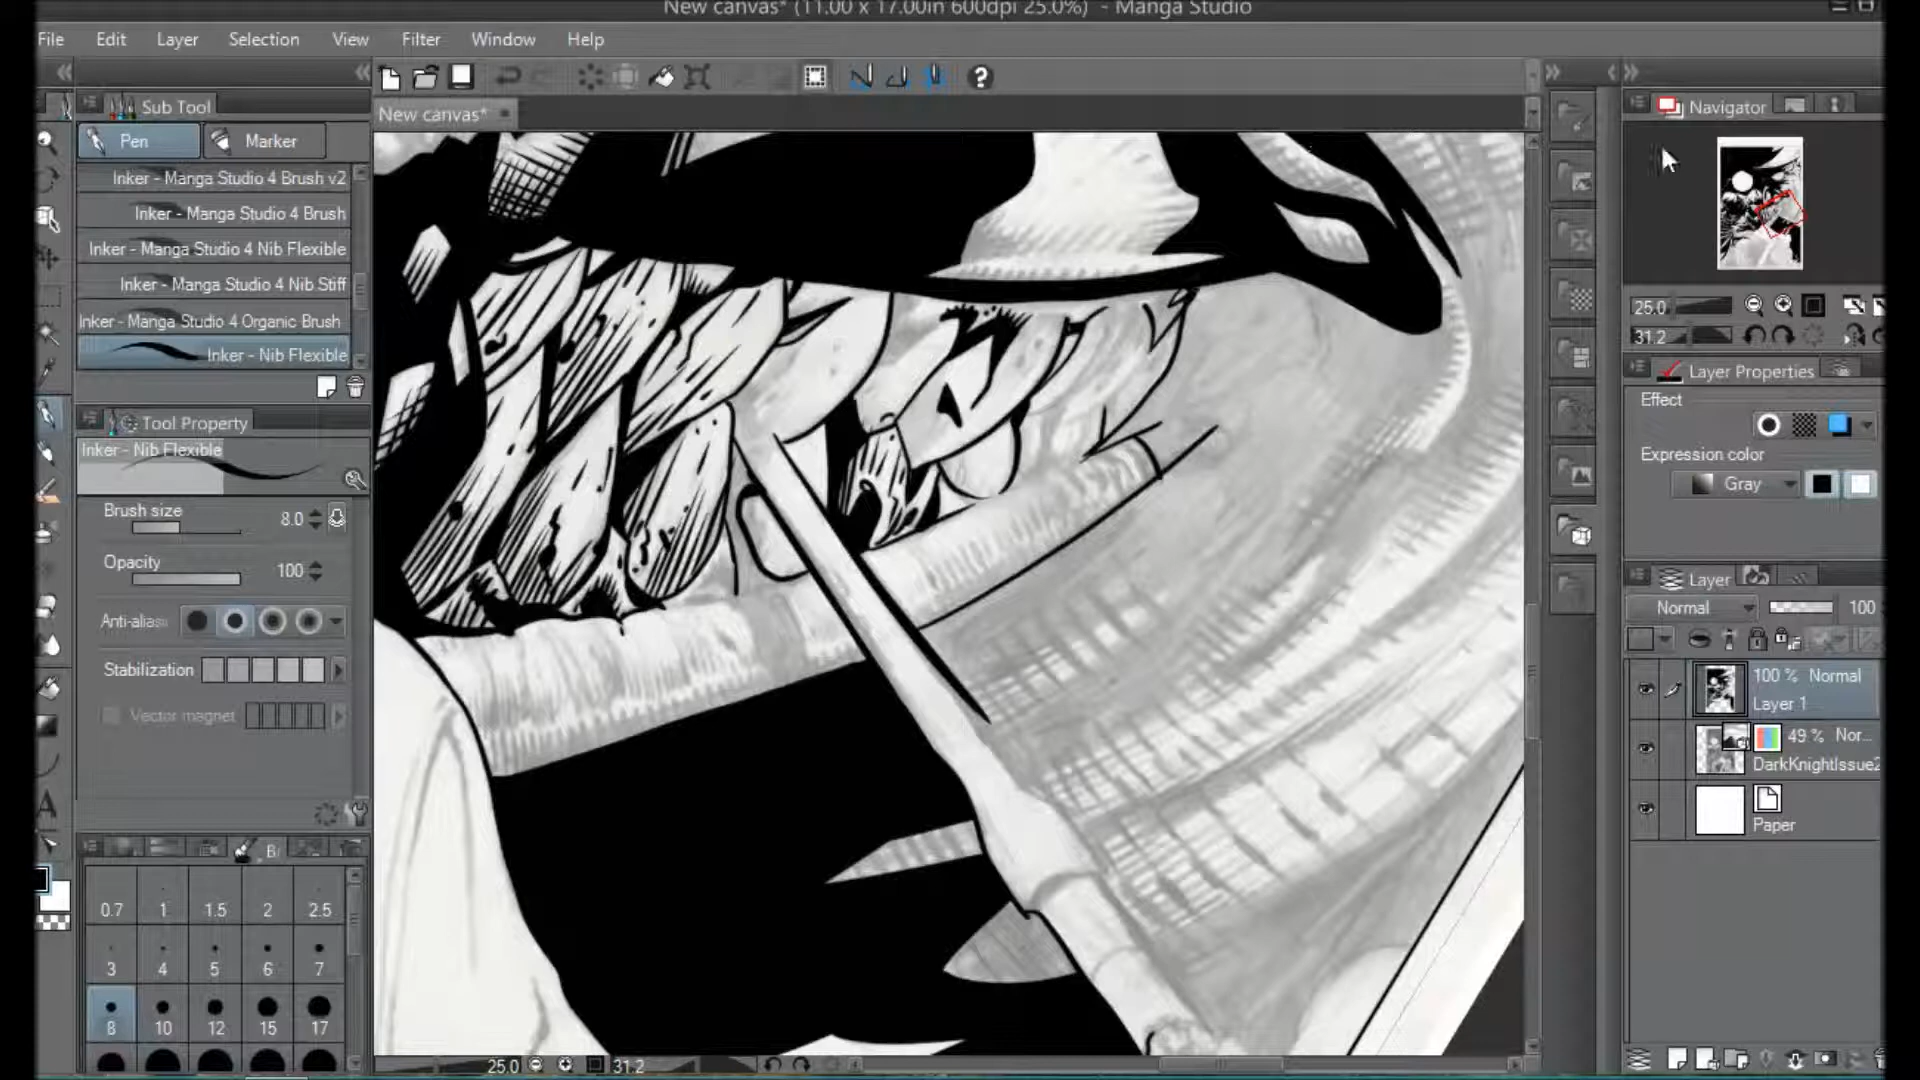 New canvas* (11.00 x 17.00in 600dpi 25.0%) - Manga Studio
File Edit Layer Selection View Filter Window Help
Sub Tool
Pen Marker
Inker - Manga Studio 4 Brush v2
Inker - Manga Studio 4 Brush
Inker - Manga Studio 4 Nib Flexible
Inker - Manga Studio 4 Nib Stiff
Inker - Manga Studio 4 Organic Brush
Inker - Nib Flexible
Tool Property
Inker - Nib Flexible
Brush size 8.0
Opacity 100
Anti-alias
Stabilization
Vector magnet
0.7 1 1.5 2 2.5
3 4 5 6 7
8 10 12 15 17
New canvas*
25.0 31.2
Navigator
25.0
31.2
Layer Properties
Effect
Expression color
Gray
Layer
Normal 100
100 % Normal
Layer 1
49 % Nor...
DarkKnightIssue2
Paper